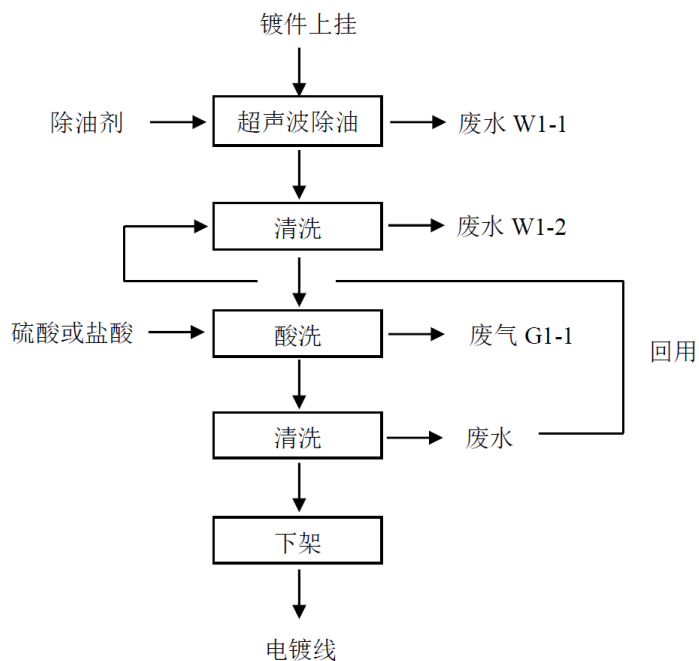 镀件上挂
除油剂
超声波除油
废水 W1-1
清洗
废水 W1-2
硫酸或盐酸
酸洗
废气 G1-1
回用
清洗
废水
下架
电镀线